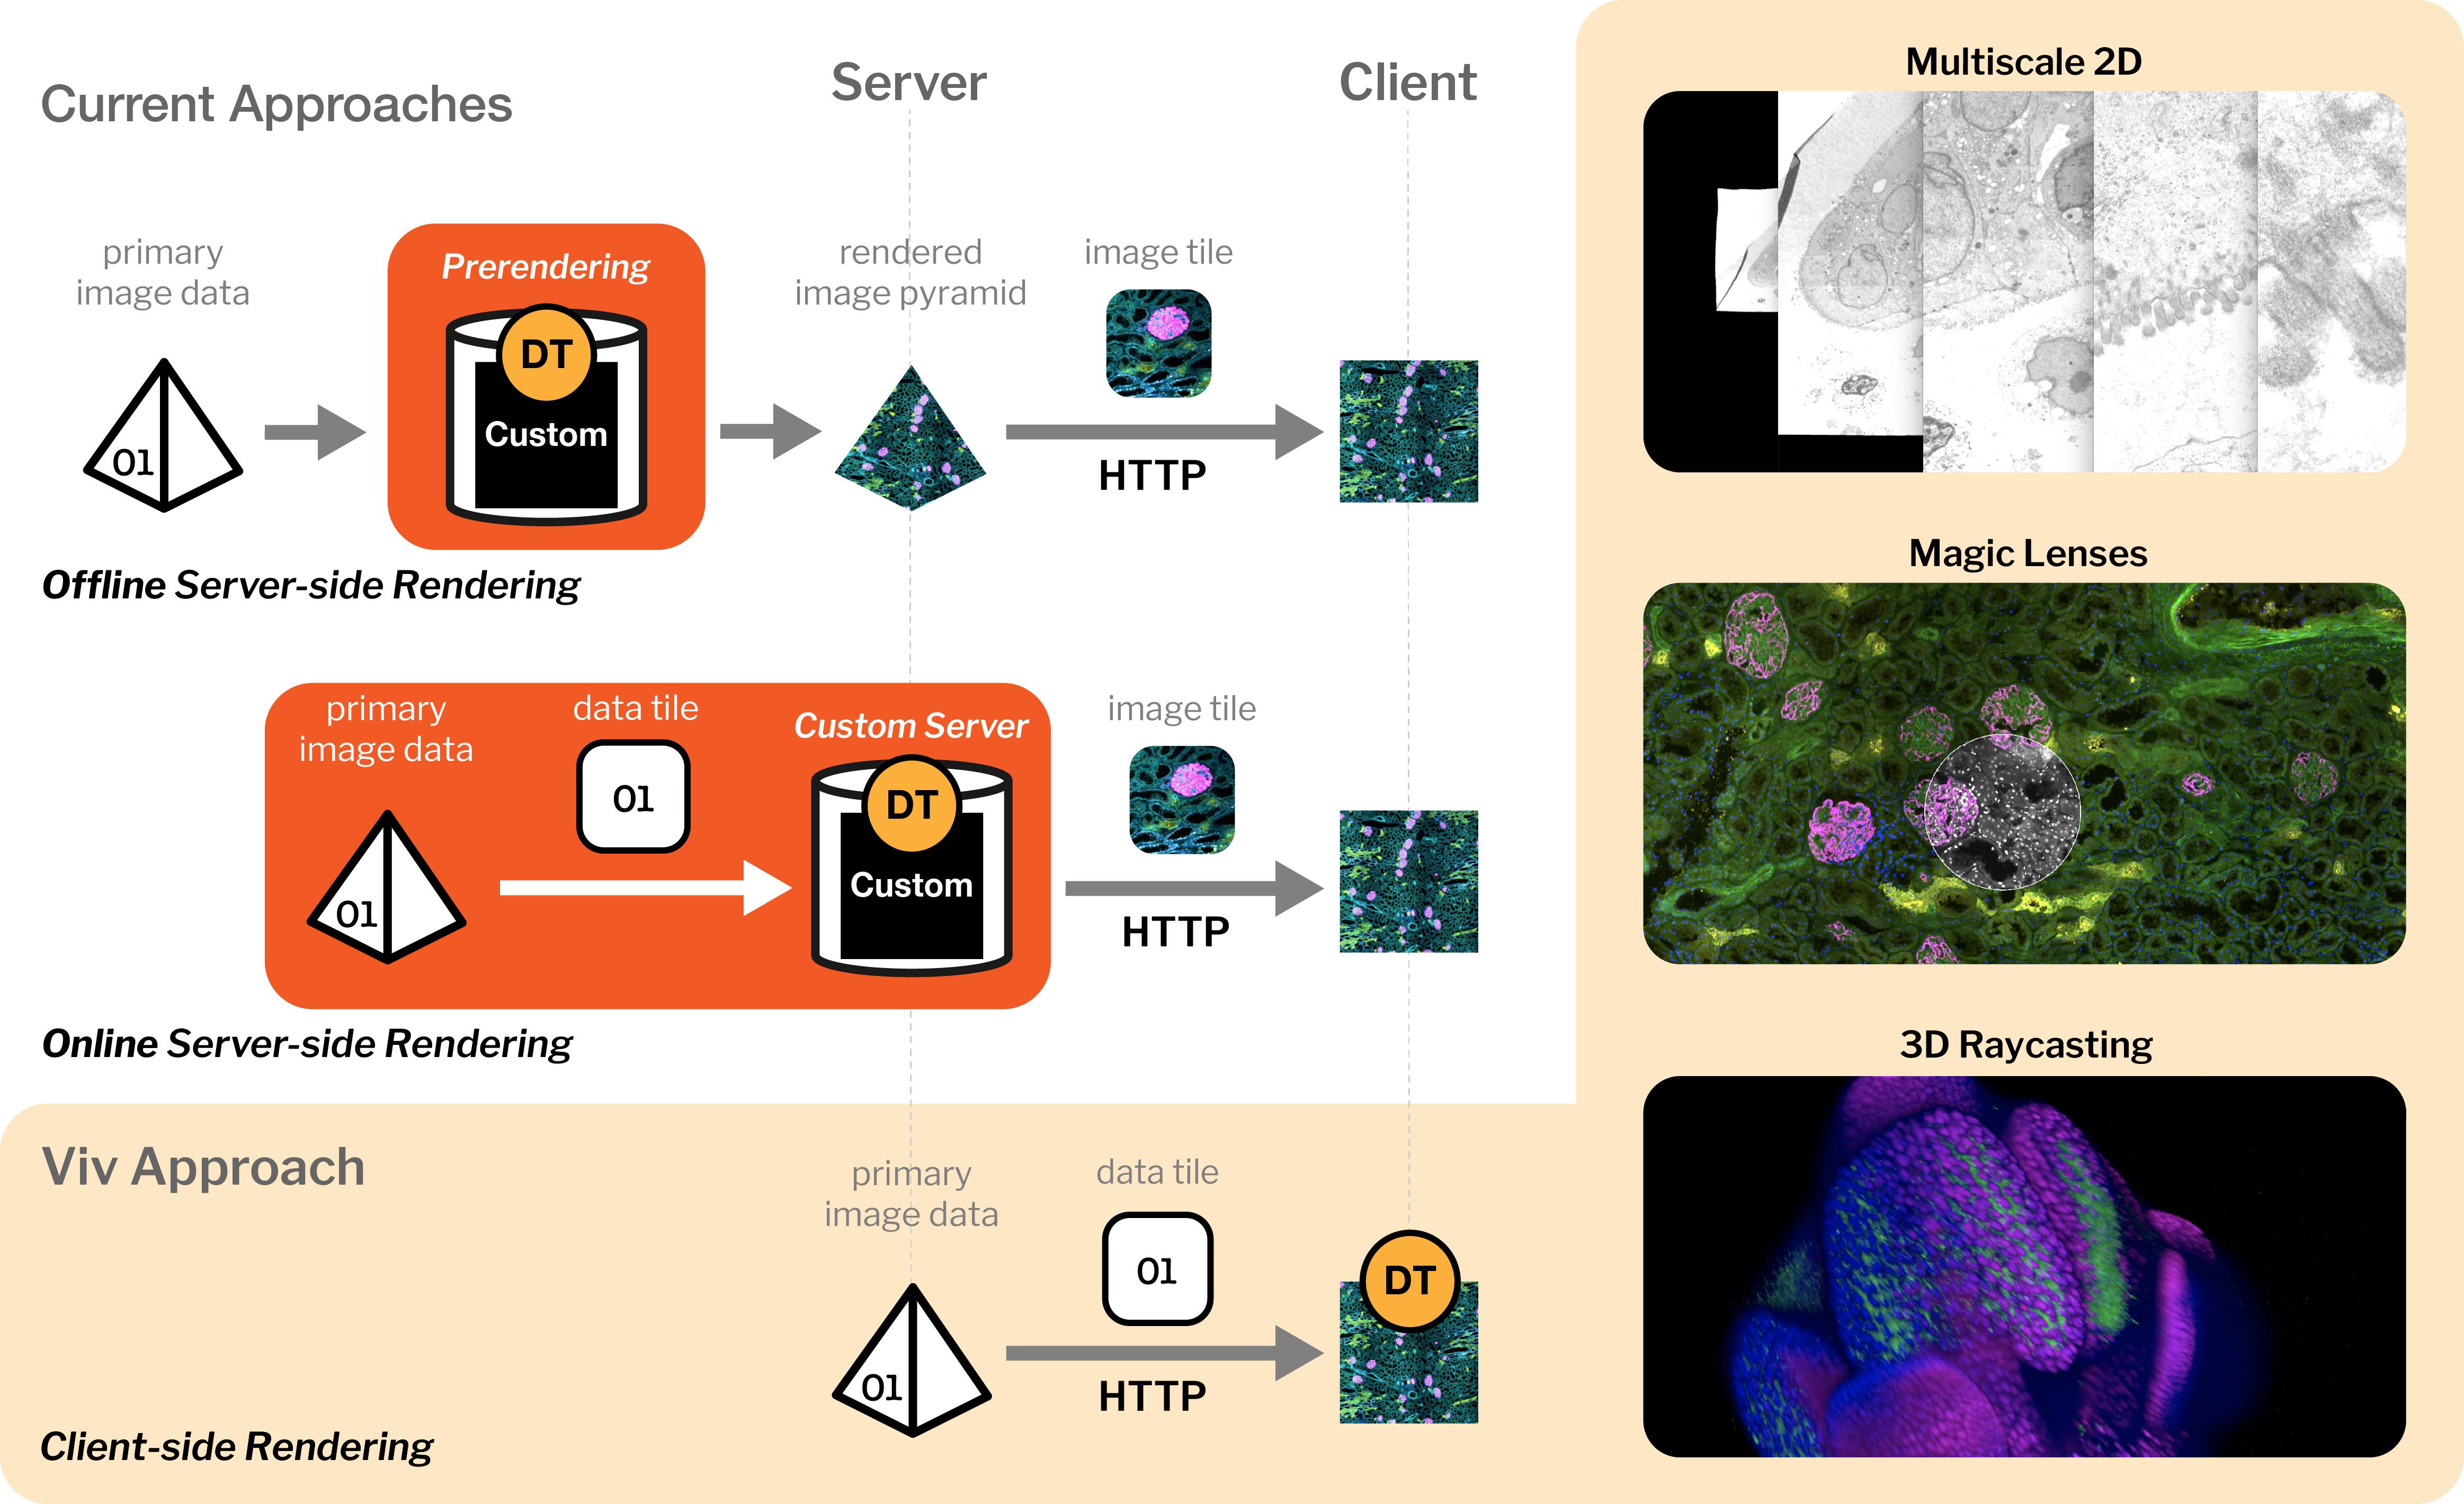 Current Approaches
Server
Client
primary
image data
01
Prerendering
DT
Custom
rendered
image pyramid
image tile
HTTP
Offline Server-side Rendering
primary
image data
01
data tile
01
Custom Server
DT
Custom
image tile
HTTP
Online Server-side Rendering
Viv Approach
primary
image data
01
data tile
01
HTTP
DT
Client-side Rendering
Multiscale 2D
Magic Lenses
3D Raycasting